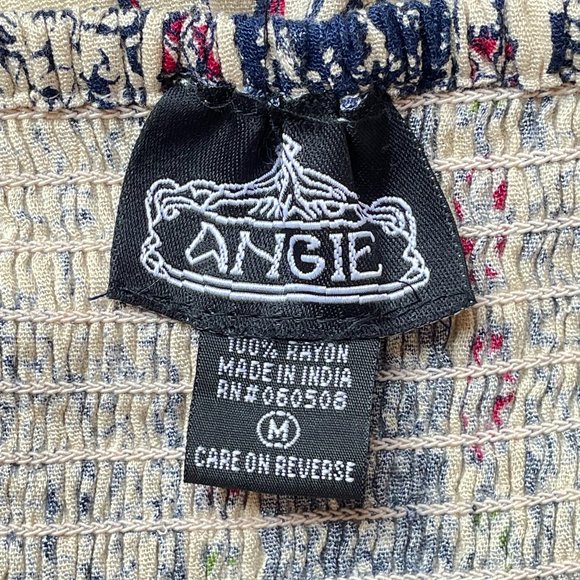 ANGIE
100% RAYON
MADE IN INDIA
RN#060508
M
CARE ON REVERSE